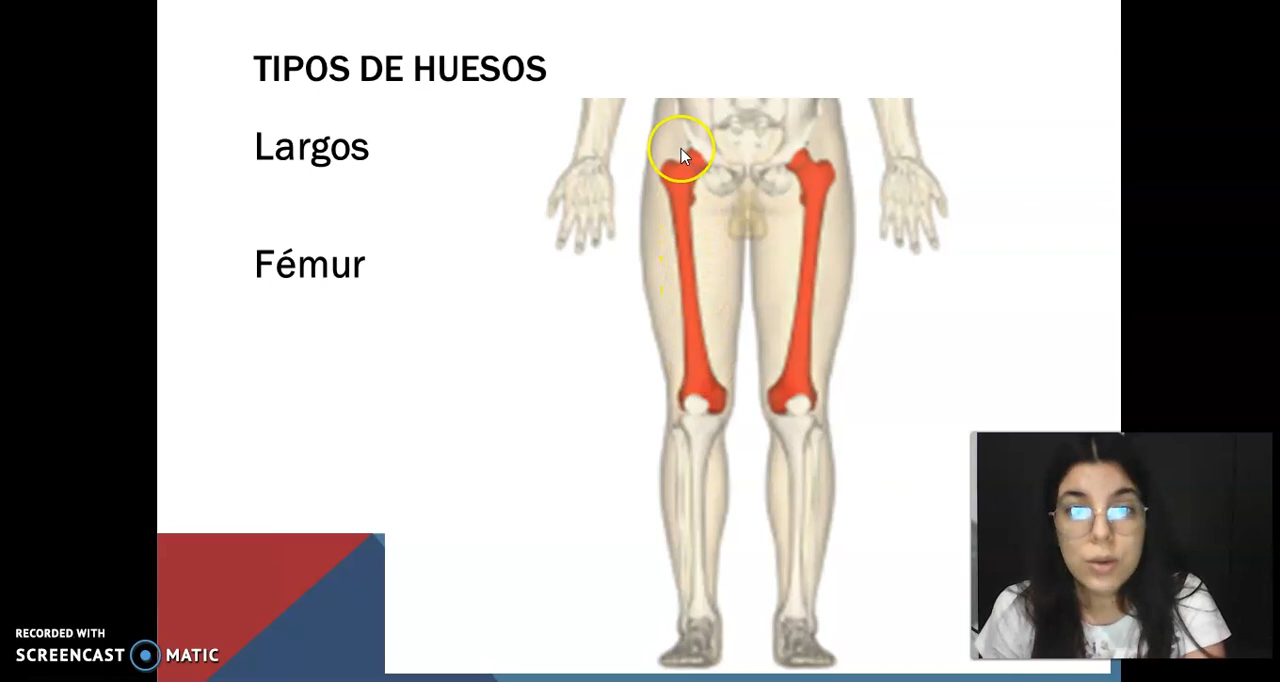 TIPOS DE HUESOS
Largos
Fémur
RECORDED WITH
SCREENCAST MATIC